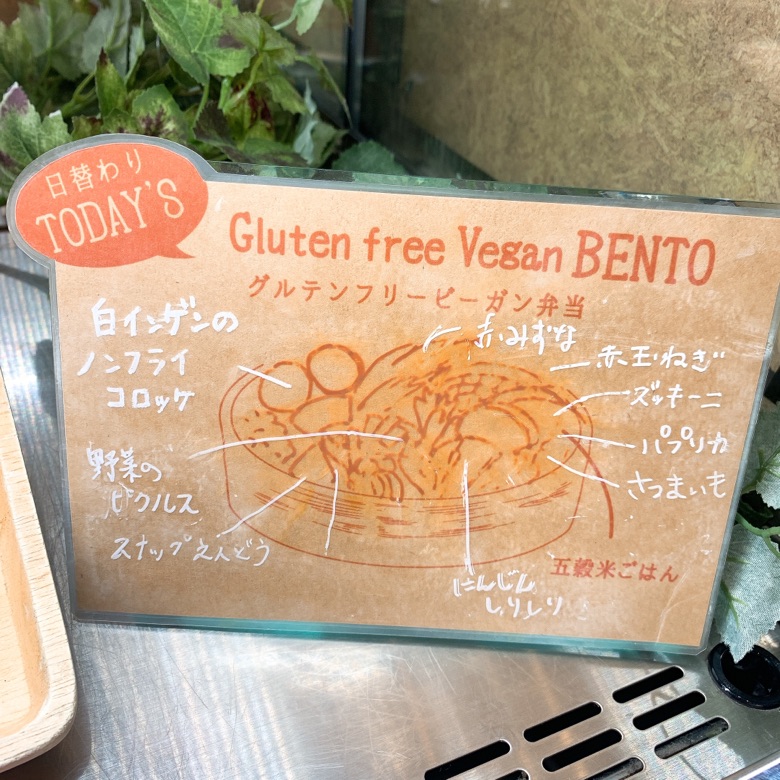 日替わり
TODAY'S
Gluten free Vegan BENTO
グルテンフリービーガン弁当
白インゲンの
ノンフライ
コロッケ
野菜の
ピクルス
スナップえんどう
赤みずな
赤玉ねぎ
ズッキーニ
パプリカ
さつまいも
にんじん
しりしり
五穀米ごはん